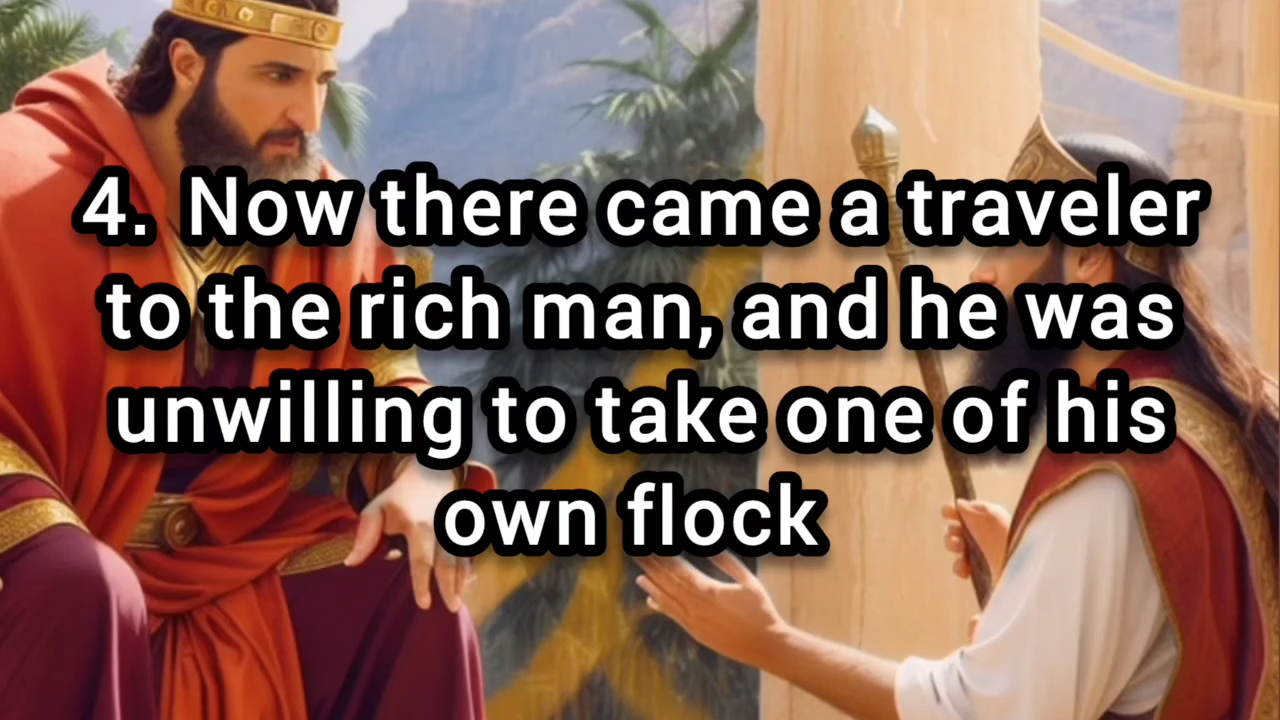 4. Now there came a traveler
to the rich man, and he was
unwilling to take one of his
own flock